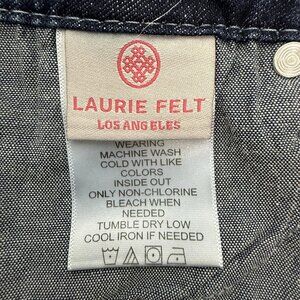 LAURIE FELT
LOS ANGELES
WEARING
MACHINE WASH
COLD WITH LIKE
COLORS
INSIDE OUT
ONLY NON-CHLORINE
BLEACH WHEN
NEEDED
TUMBLE DRY LOW
COOL IRON IF NEEDED